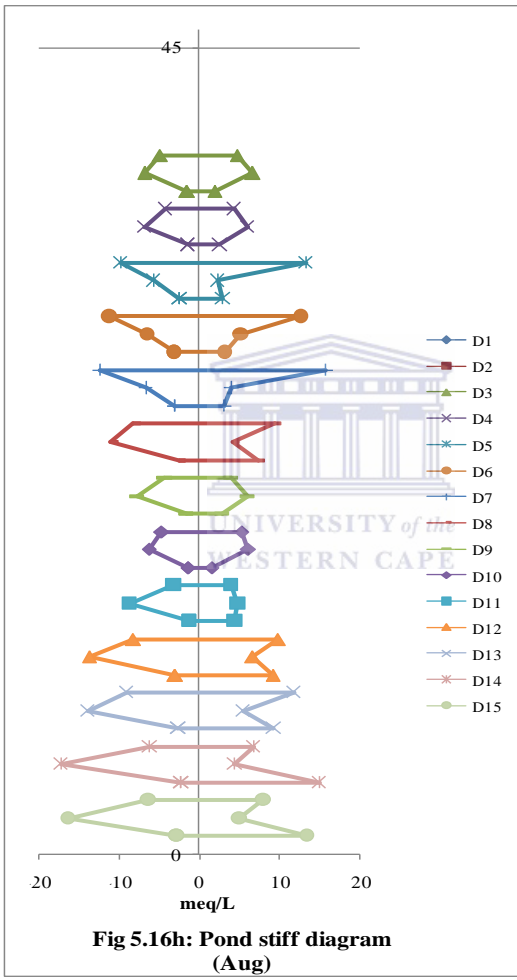 45
D1
D2
D3
D4
D5
D6
D7
D8
D9
D10
D11
D12
D13
D14
D15
UNIVERSITY of the
WESTERN CAPE
0
-20 -10 0 10 20
meq/L
Fig 5.16h: Pond stiff diagram
(Aug)